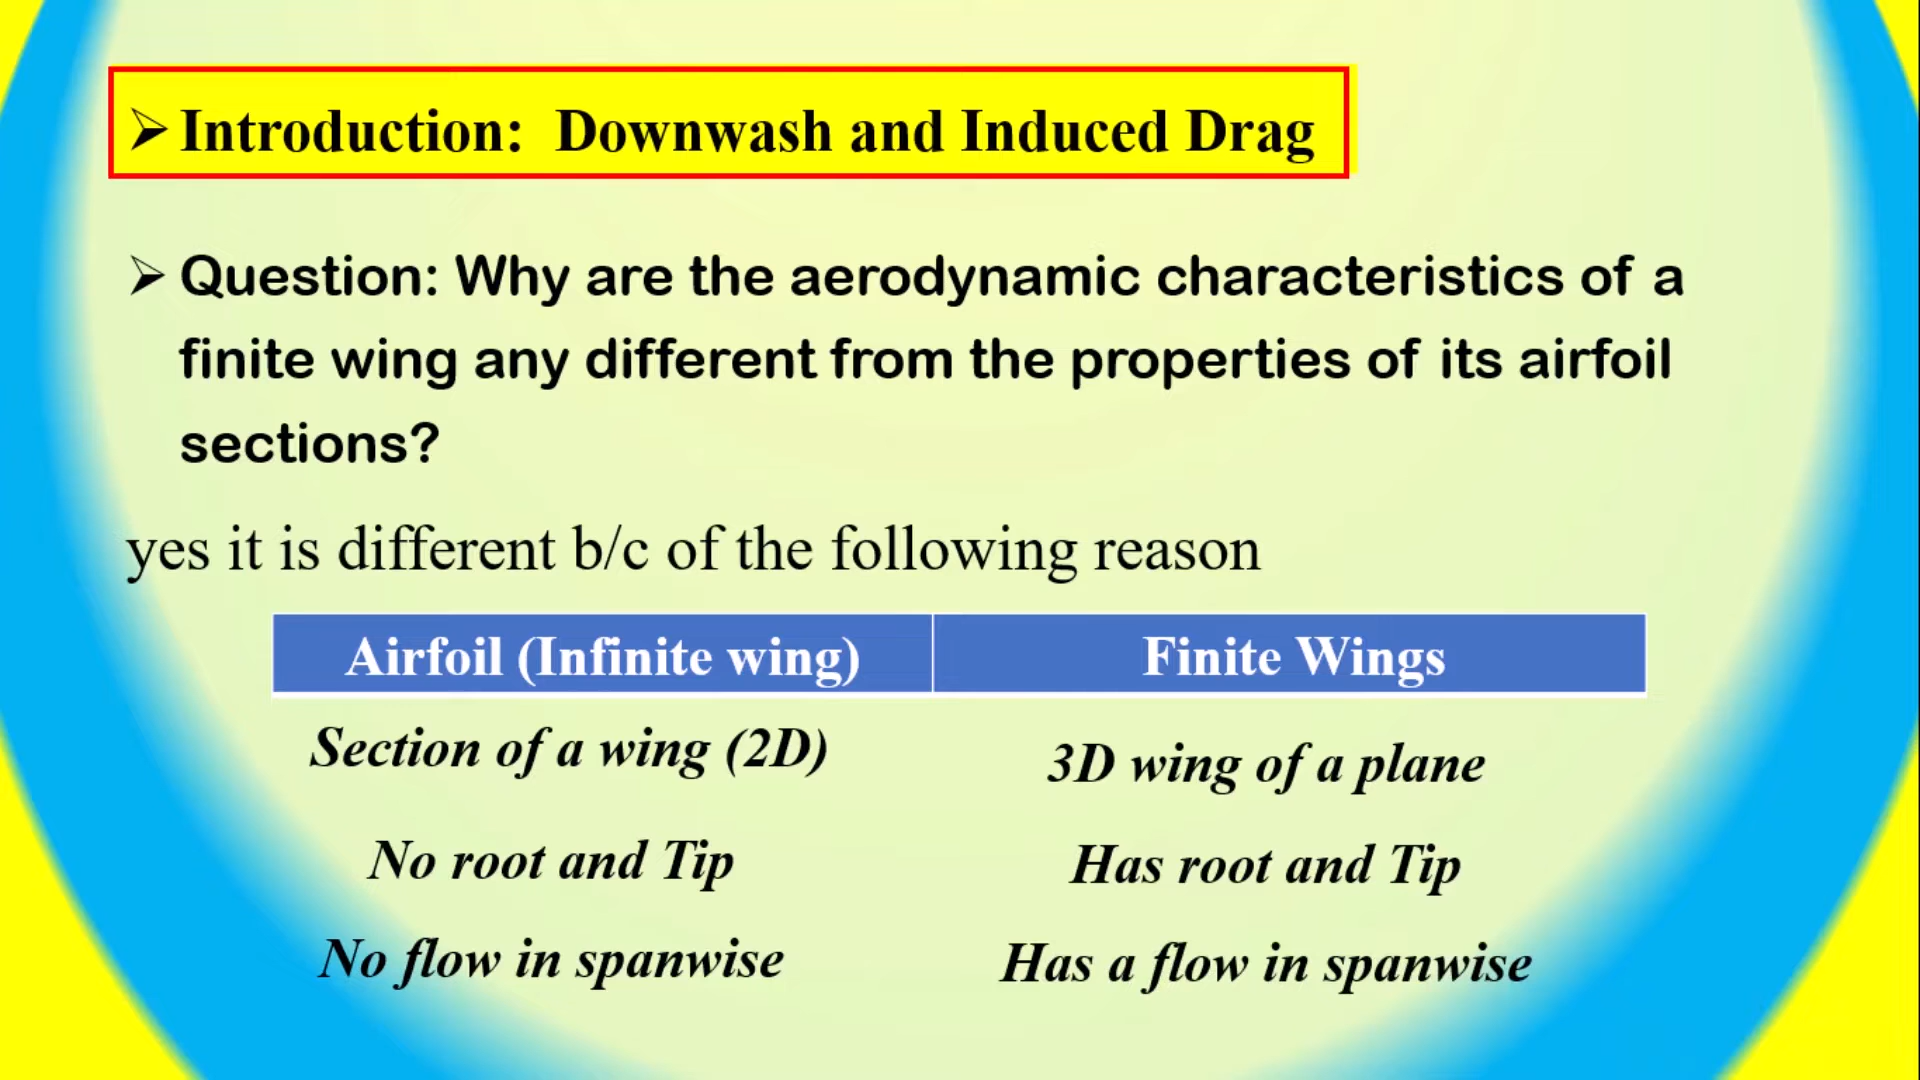 Introduction: Downwash and Induced Drag
Question: Why are the aerodynamic characteristics of a
finite wing any different from the properties of its airfoil
sections?
yes it is different b/c of the following reason
Airfoil (Infinite wing) Finite Wings
Section of a wing (2D) 3D wing of a plane
No root and Tip Has root and Tip
No flow in spanwise Has a flow in spanwise